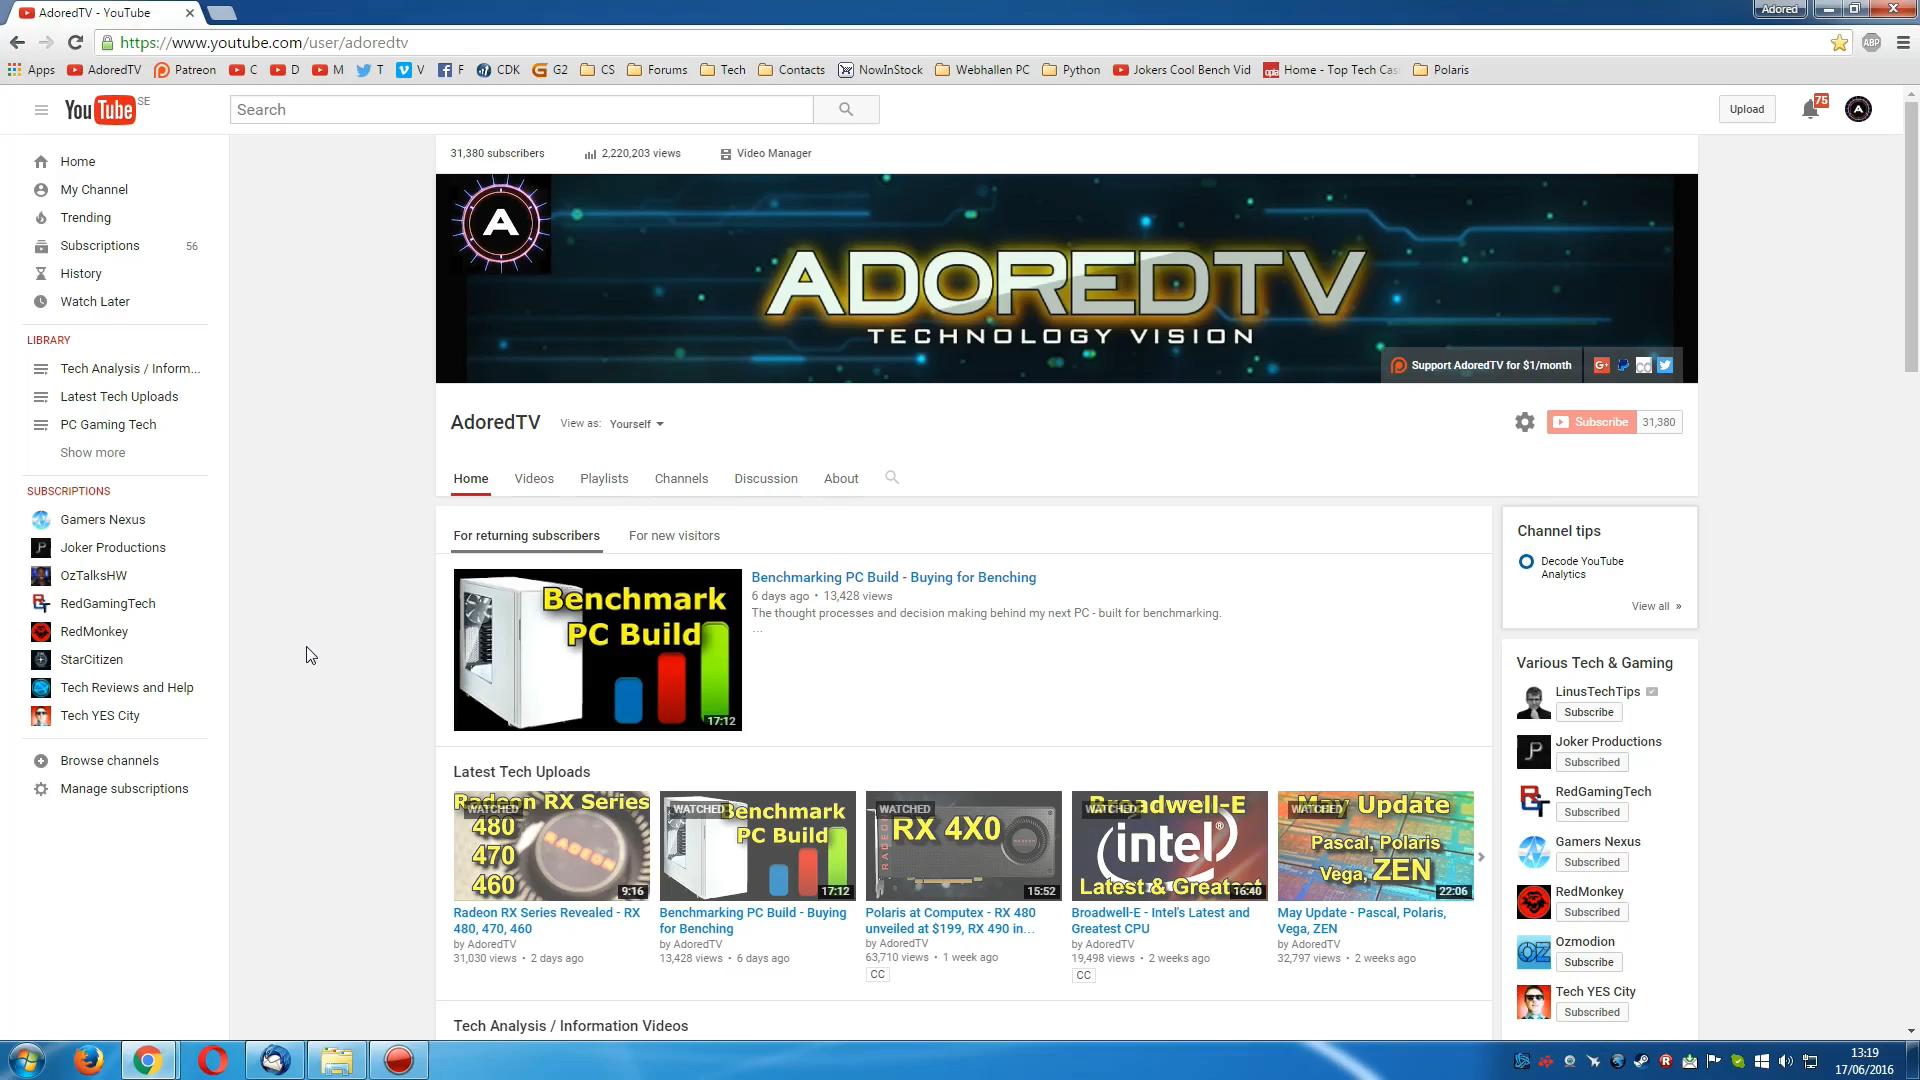 AdoredTV - YouTube
Adored
https://www.youtube.com/user/adoredtv
ABP
Apps AdoredTV Patreon C D M T V F CDK G2 CS Forums Tech Contacts NowInStock Webhallen PC Python Jokers Cool Bench Vid Home - Top Tech Cas Polaris
YouTube SE
Search
Upload
75
31,380 subscribers 2,220,203 views Video Manager
Home
My Channel
Trending
Subscriptions 56
History
Watch Later
LIBRARY
Tech Analysis / Inform...
Latest Tech Uploads
PC Gaming Tech
Show more
SUBSCRIPTIONS
Gamers Nexus
Joker Productions
OzTalksHW
RedGamingTech
RedMonkey
StarCitizen
Tech Reviews and Help
Tech YES City
Browse channels
Manage subscriptions
A
ADOREDTV
TECHNOLOGY VISION
Support AdoredTV for $1/month
AdoredTV View as: Yourself
Subscribe 31,380
Home Videos Playlists Channels Discussion About
For returning subscribers For new visitors
Benchmark
PC Build
17:12
Benchmarking PC Build - Buying for Benching
6 days ago • 13,428 views
The thought processes and decision making behind my next PC - built for benchmarking.
...
Latest Tech Uploads
WATCHED
Radeon RX Series
480
470
460
RADEON
9:16
Radeon RX Series Revealed - RX
480, 470, 460
by AdoredTV
31,030 views • 2 days ago
WATCHED
Benchmark
PC Build
17:12
Benchmarking PC Build - Buying
for Benching
by AdoredTV
13,428 views • 6 days ago
WATCHED
RX 4X0
RADEON
15:52
Polaris at Computex - RX 480
unveiled at $199, RX 490 in...
by AdoredTV
63,710 views • 1 week ago
CC
WATCHED
Broadwell-E
intel®
Latest & Greatest
16:40
Broadwell-E - Intel's Latest and
Greatest CPU
by AdoredTV
19,498 views • 2 weeks ago
CC
WATCHED
May Update
Pascal, Polaris
Vega, ZEN
22:06
May Update - Pascal, Polaris,
Vega, ZEN
by AdoredTV
32,797 views • 2 weeks ago
Tech Analysis / Information Videos
Channel tips
Decode YouTube
Analytics
View all »
Various Tech & Gaming
LinusTechTips
Subscribe
Joker Productions
Subscribed
RedGamingTech
Subscribed
Gamers Nexus
Subscribed
RedMonkey
Subscribed
Ozmodion
Subscribe
Tech YES City
Subscribed
13:19
17/06/2016